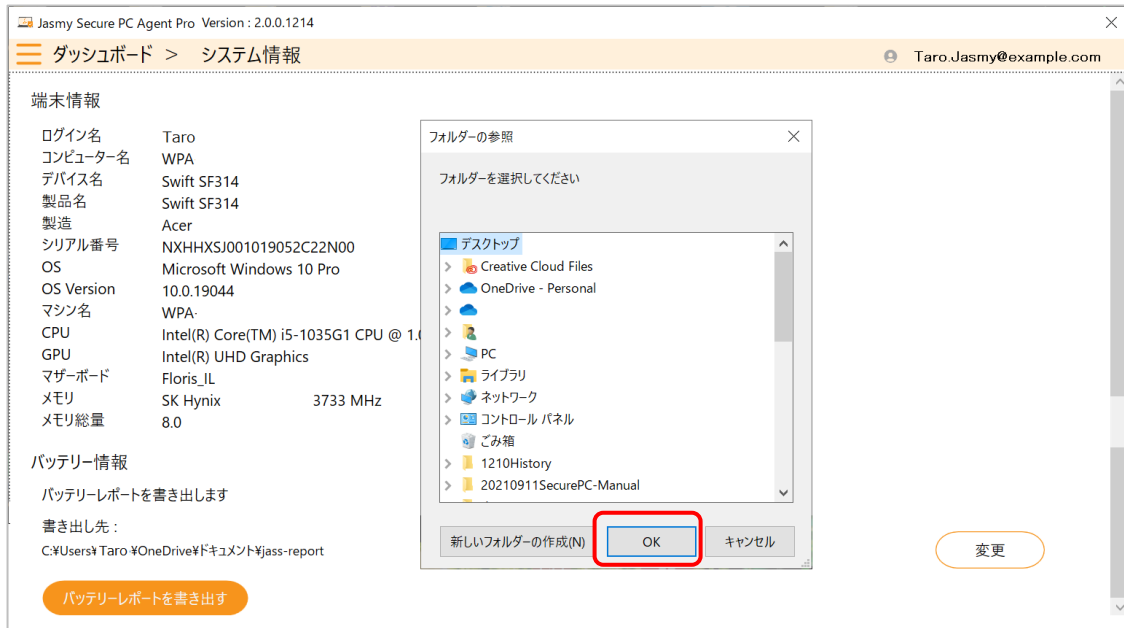 Jasmy Secure PC Agent Pro Version : 2.0.0.1214
ダッシュボード > システム情報
Taro.Jasmy@example.com
端末情報
ログイン名 Taro
コンピューター名 WPA
デバイス名 Swift SF314
製品名 Swift SF314
製造 Acer
シリアル番号 NXHHXSJ001019052C22N00
OS Microsoft Windows 10 Pro
OS Version 10.0.19044
マシン名 WPA-
CPU Intel(R) Core(TM) i5-1035G1 CPU @ 1.0
GPU Intel(R) UHD Graphics
マザーボード Floris_IL
メモリ SK Hynix 3733 MHz
メモリ総量 8.0
バッテリー情報
バッテリーレポートを書き出します
書き出し先 :
C:¥Users¥Taro¥OneDrive¥ドキュメント¥jass-report
バッテリーレポートを書き出す
変更
フォルダーの参照
フォルダーを選択してください
デスクトップ
Creative Cloud Files
OneDrive - Personal
PC
ライブラリ
ネットワーク
コントロール パネル
ごみ箱
1210History
20210911SecurePC-Manual
新しいフォルダーの作成(N)
OK
キャンセル